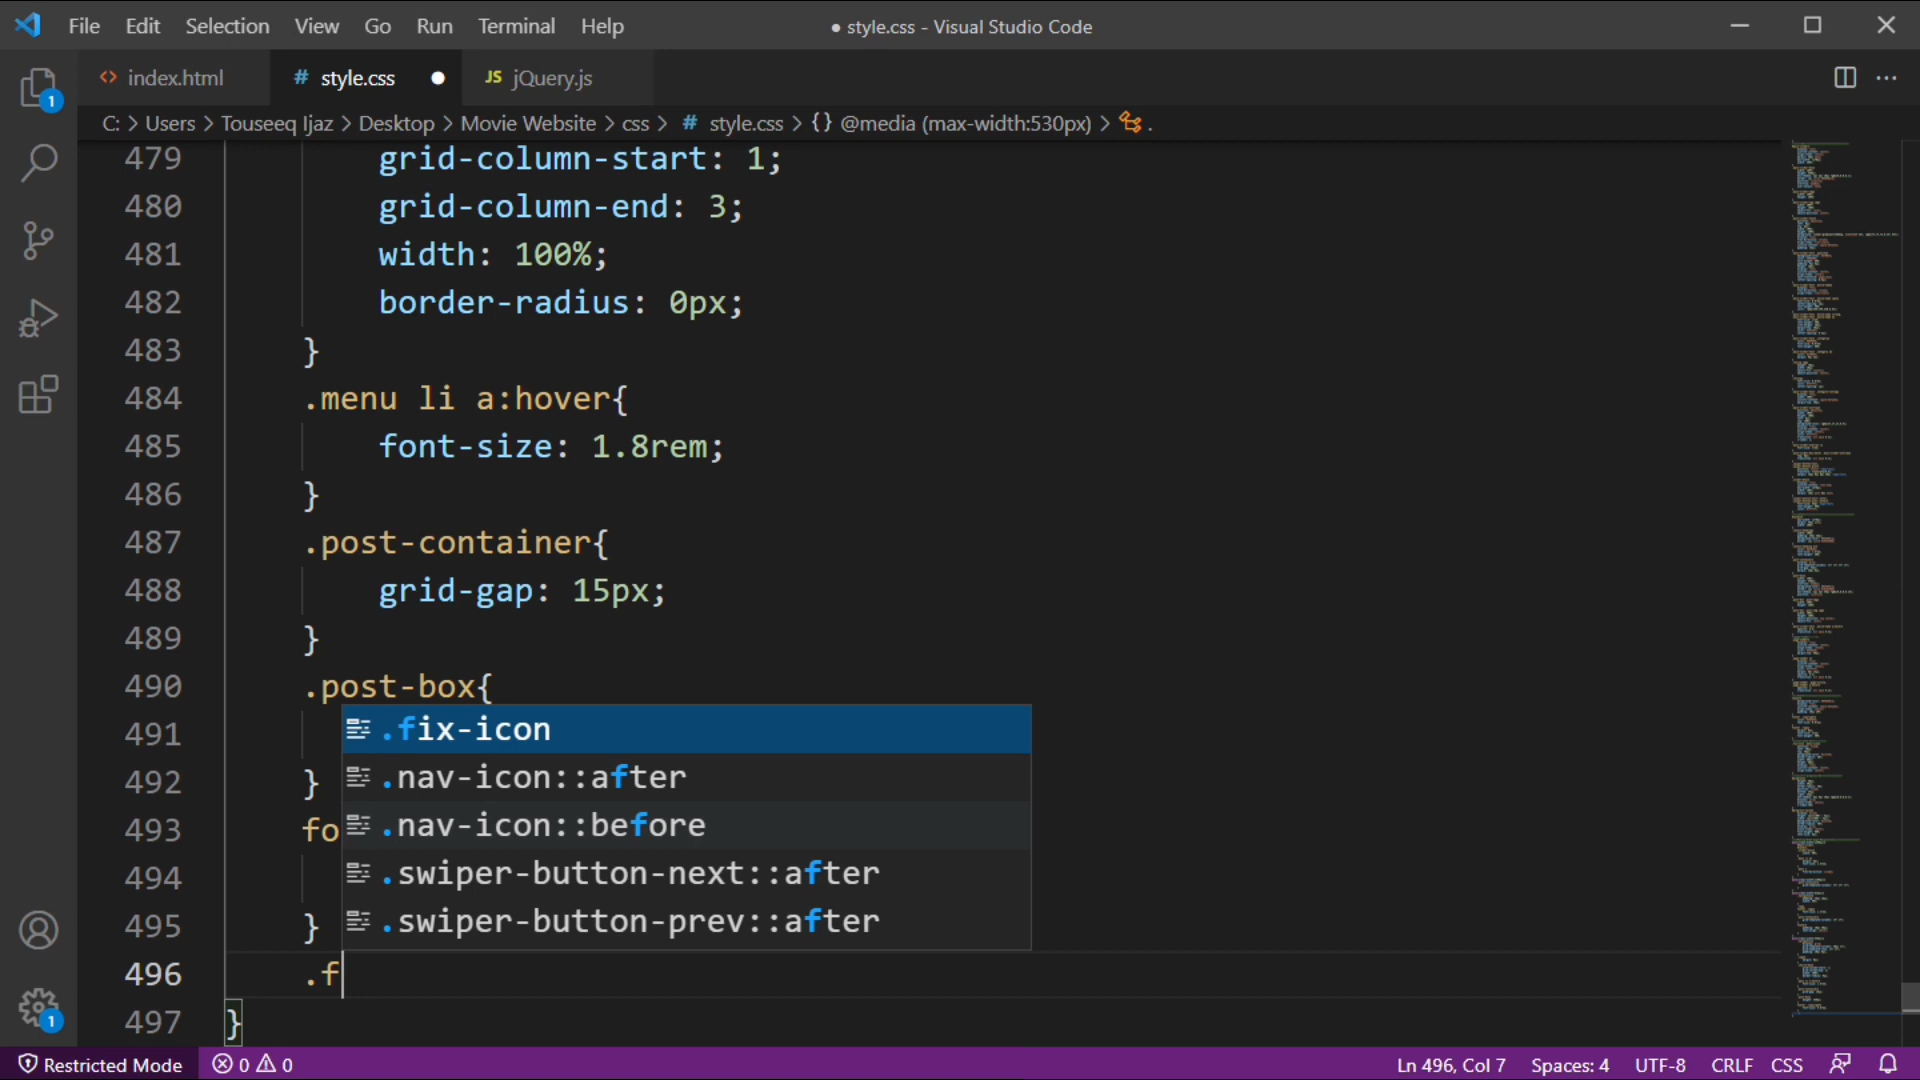 File Edit Selection View Go Run Terminal Help ● style.css - Visual Studio Code
<> index.html # style.css ● JS jQuery.js
C: > Users > Touseeq Ijaz > Desktop > Movie Website > css > # style.css > {} @media (max-width:530px) > .
479 grid-column-start: 1;
480 grid-column-end: 3;
481 width: 100%;
482 border-radius: 0px;
483 }
484 .menu li a:hover{
485 font-size: 1.8rem;
486 }
487 .post-container{
488 grid-gap: 15px;
489 }
490 .post-box{
491 .fix-icon
492 } .nav-icon::after
493 fo .nav-icon::before
494 .swiper-button-next::after
495 } .swiper-button-prev::after
496 .f
497 }
1
1
Restricted Mode 0 0 Ln 496, Col 7 Spaces: 4 UTF-8 CRLF CSS